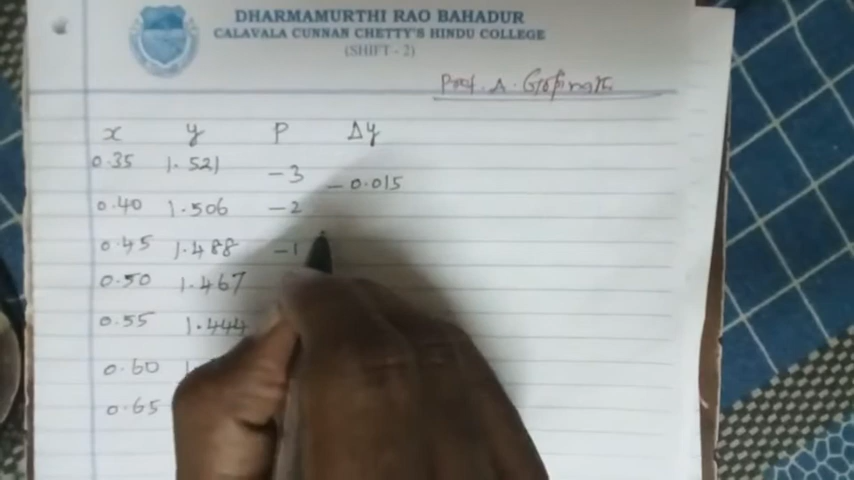 DHARMAMURTHI RAO BAHADUR
CALAVALA CUNNAN CHETTY'S HINDU COLLEGE
(SHIFT - 2)
Prof. A. Gopinath
x y P Δy
0.35 1.521 -3
-0.015
0.40 1.506 -2
0.45 1.488 -1
0.50 1.467
0.55 1.444
0.60
0.65